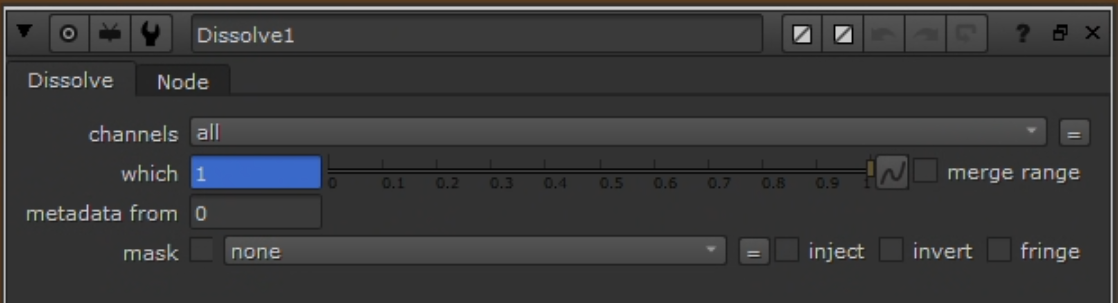 Dissolve1 ?
Dissolve Node
channels all =
which 1 0 0.1 0.2 0.3 0.4 0.5 0.6 0.7 0.8 0.9 1 merge range
metadata from 0
mask none = inject invert fringe